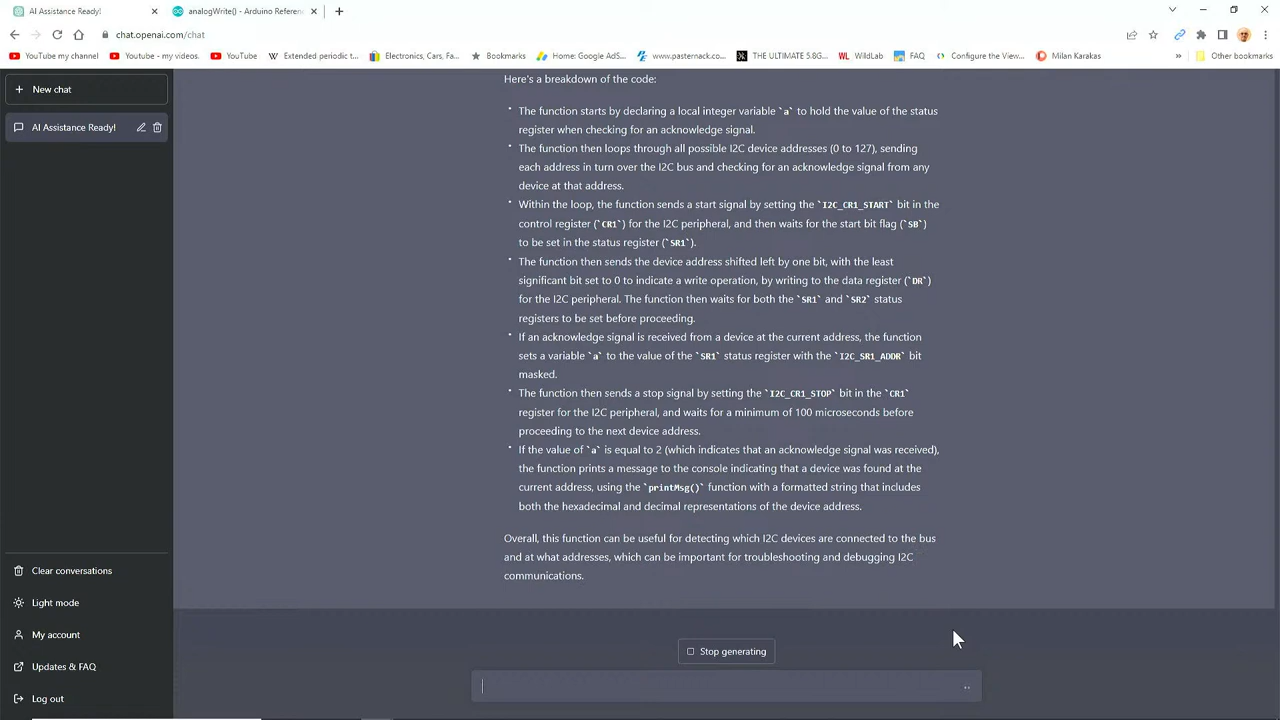 AI Assistance Ready!
analogWrite() - Arduino Referenc
chat.openai.com/chat
YouTube my channel
Youtube - my videos.
YouTube
Extended periodic t
Electronics, Cars, Fa...
Bookmarks
Home: Google AdS...
www.pasternack.co...
THE ULTIMATE 5.8G...
WL WildLab
FAQ
Configure the View...
Milan Karakas
»
Other bookmarks
New chat
AI Assistance Ready!
Here's a breakdown of the code:
• The function starts by declaring a local integer variable `a` to hold the value of the status
register when checking for an acknowledge signal.
• The function then loops through all possible I2C device addresses (0 to 127), sending
each address in turn over the I2C bus and checking for an acknowledge signal from any
device at that address.
• Within the loop, the function sends a start signal by setting the `I2C_CR1_START` bit in the
control register (`CR1`) for the I2C peripheral, and then waits for the start bit flag (`SB`)
to be set in the status register (`SR1`).
• The function then sends the device address shifted left by one bit, with the least
significant bit set to 0 to indicate a write operation, by writing to the data register (`DR`)
for the I2C peripheral. The function then waits for both the `SR1` and `SR2` status
registers to be set before proceeding.
• If an acknowledge signal is received from a device at the current address, the function
sets a variable `a` to the value of the `SR1` status register with the `I2C_SR1_ADDR` bit
masked.
• The function then sends a stop signal by setting the `I2C_CR1_STOP` bit in the `CR1`
register for the I2C peripheral, and waits for a minimum of 100 microseconds before
proceeding to the next device address.
• If the value of `a` is equal to 2 (which indicates that an acknowledge signal was received),
the function prints a message to the console indicating that a device was found at the
current address, using the `printMsg()` function with a formatted string that includes
both the hexadecimal and decimal representations of the device address.
Overall, this function can be useful for detecting which I2C devices are connected to the bus
and at what addresses, which can be important for troubleshooting and debugging I2C
communications.
Clear conversations
Light mode
My account
Updates & FAQ
Log out
Stop generating